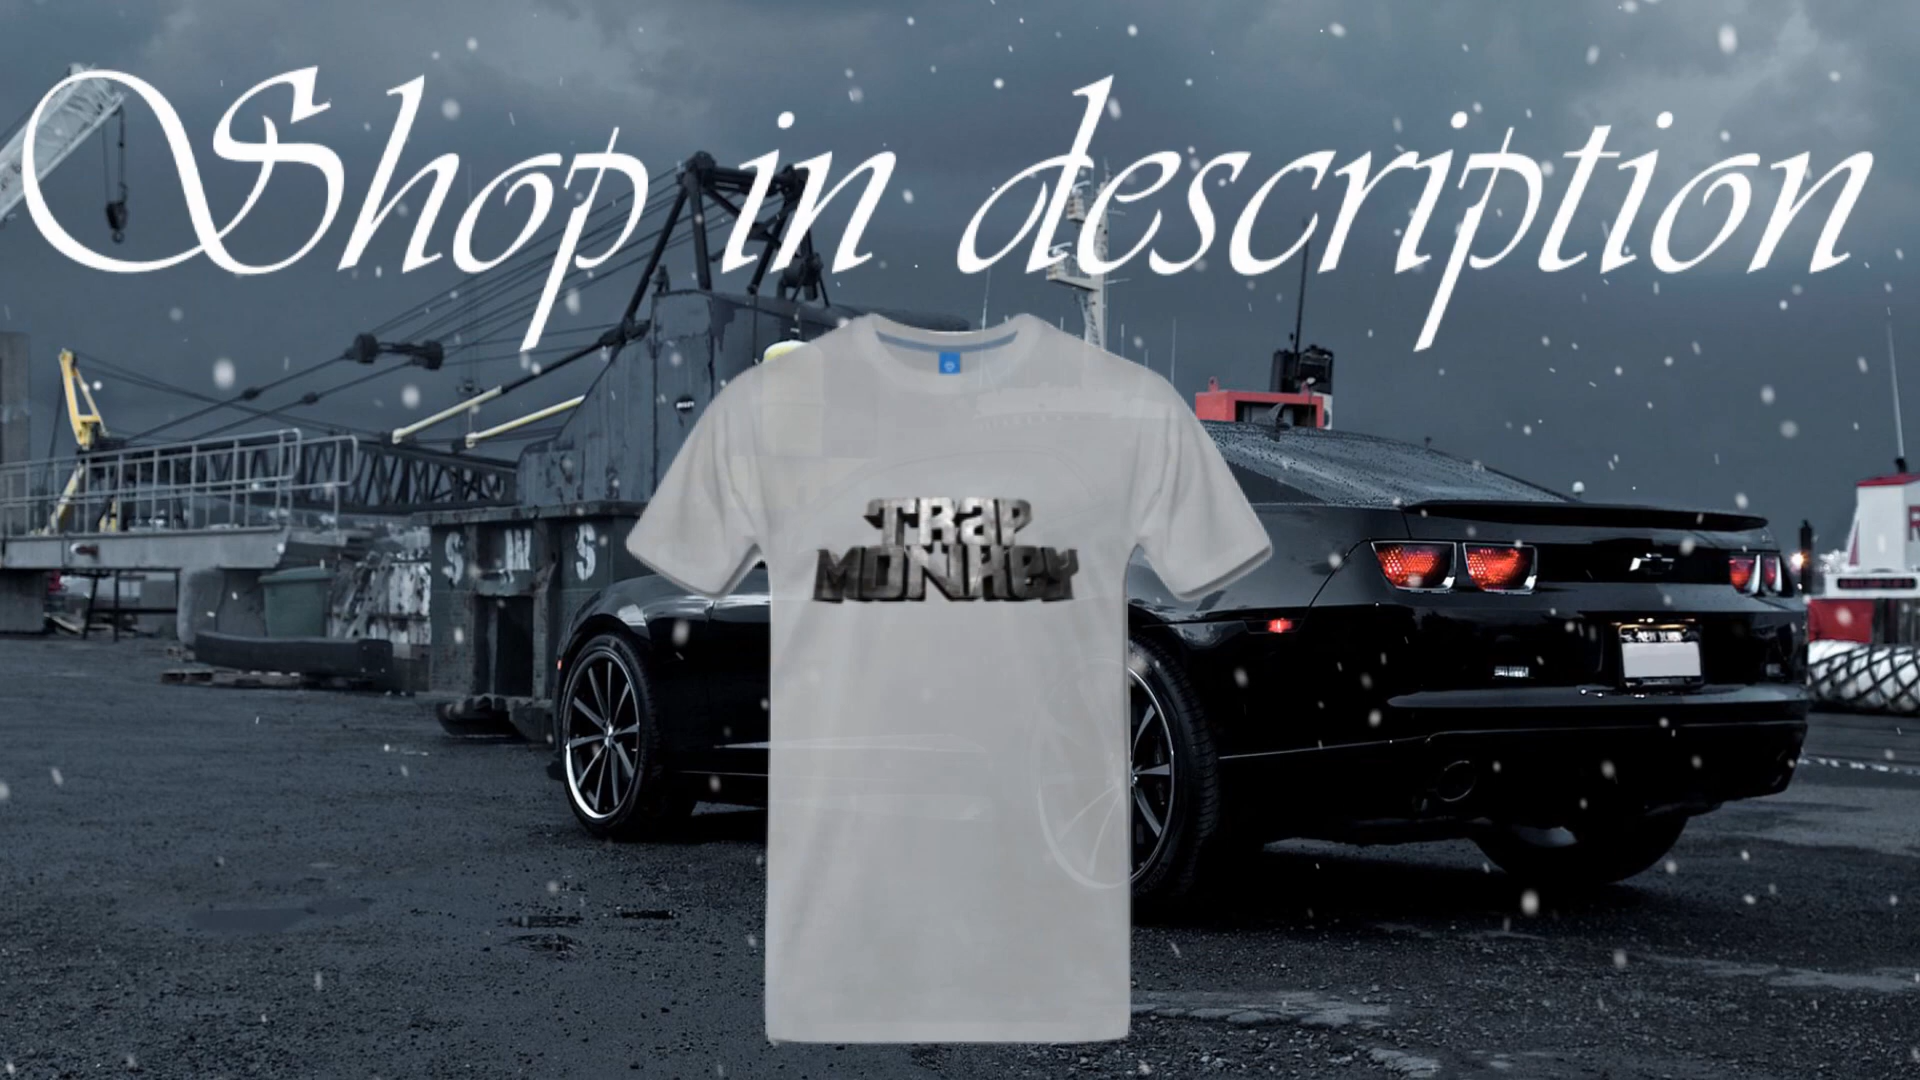 Shop in description
TRaP
MONKeY
S W S